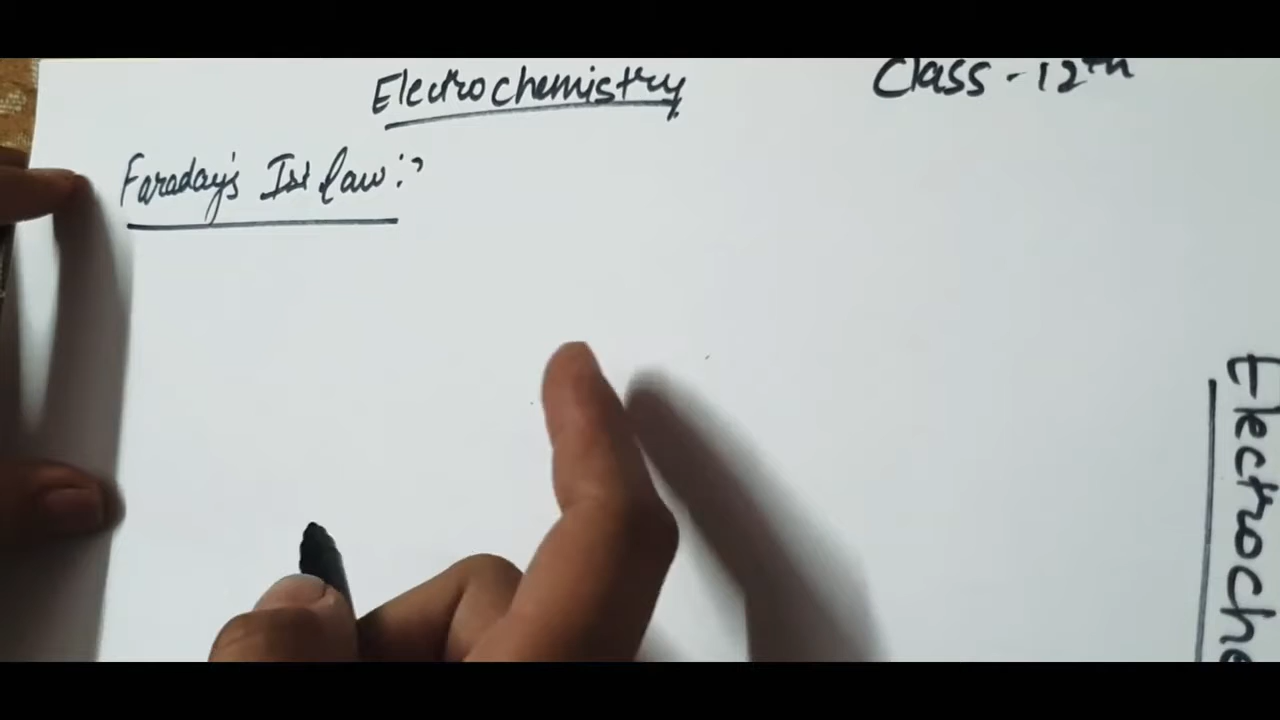 Electrochemistry
Class - 12th
Faraday's Ist law :-
Electroche